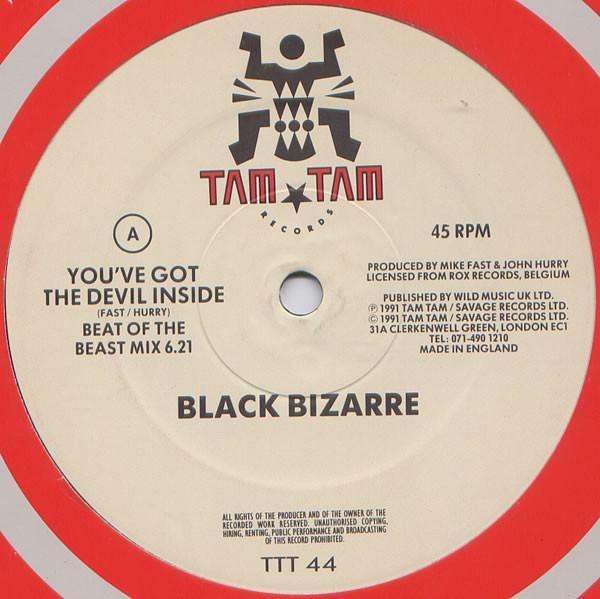 TAM TAM
RECORDS
A
45 RPM
YOU'VE GOT
THE DEVIL INSIDE
(FAST / HURRY)
BEAT OF THE
BEAST MIX 6.21
PRODUCED BY MIKE FAST & JOHN HURRY
LICENSED FROM ROX RECORDS, BELGIUM
PUBLISHED BY WILD MUSIC UK LTD.
℗ 1991 TAM TAM / SAVAGE RECORDS LTD.
© 1991 TAM TAM / SAVAGE RECORDS LTD.
31A CLERKENWELL GREEN, LONDON EC1
TEL: 071-490 1210
MADE IN ENGLAND
BLACK BIZARRE
ALL RIGHTS OF THE PRODUCER AND OF THE OWNER OF THE
RECORDED WORK RESERVED. UNAUTHORISED COPYING,
HIRING, RENTING, PUBLIC PERFORMANCE AND BROADCASTING
OF THIS RECORD PROHIBITED.
TTT 44